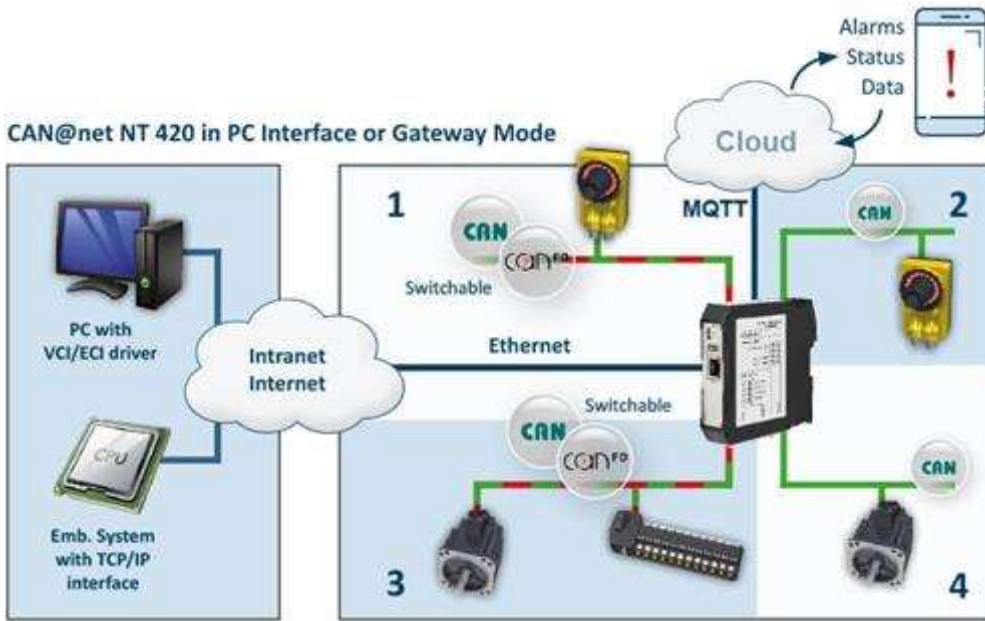 Alarms
Status
Data
CAN@net NT 420 in PC Interface or Gateway Mode
Cloud
1
MQTT
2
CAN
CAN
CAN FD
Switchable
PC with
VCI/ECI driver
Intranet
Internet
Ethernet
Switchable
CAN
CAN FD
CPU
CAN
Emb. System
with TCP/IP
interface
3
4